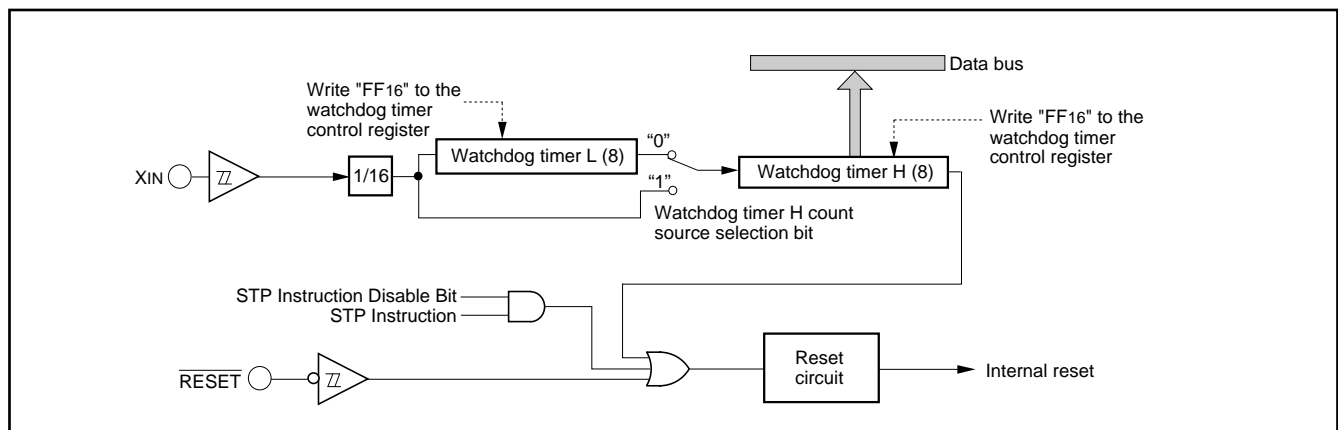 Data bus
Write "FF16" to the
watchdog timer
control register
Write "FF16" to the
watchdog timer
control register
“0”
Watchdog timer L (8)
Watchdog timer H (8)
XIN
1/16
“1”
Watchdog timer H count
source selection bit
STP Instruction Disable Bit
STP Instruction
Reset
circuit
RESET
Internal reset